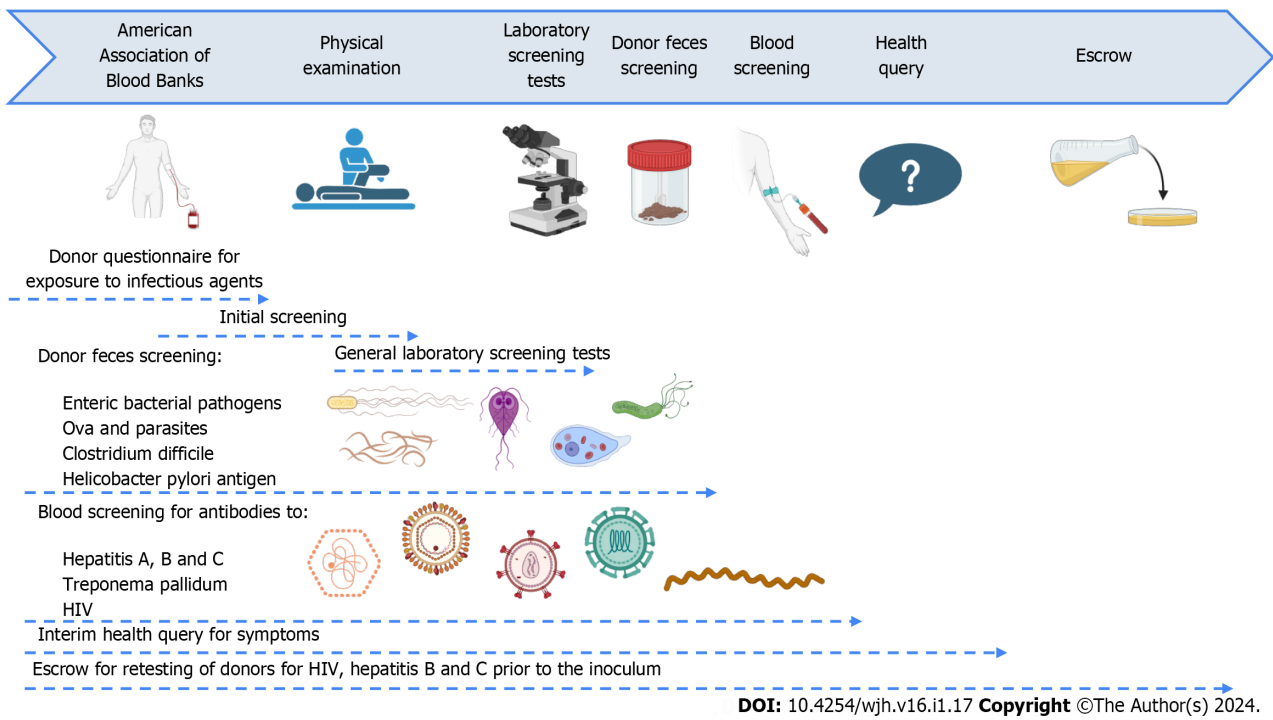 American
Association of
Blood Banks
Physical
examination
Laboratory
screening
tests
Donor feces
screening
Blood
screening
Health
query
Escrow
?
Donor questionnaire for
exposure to infectious agents
Initial screening
Donor feces screening:
General laboratory screening tests
Enteric bacterial pathogens
Ova and parasites
Clostridium difficile
Helicobacter pylori antigen
Blood screening for antibodies to:
Hepatitis A, B and C
Treponema pallidum
HIV
Interim health query for symptoms
Escrow for retesting of donors for HIV, hepatitis B and C prior to the inoculum
DOI: 10.4254/wjh.v16.i1.17 Copyright ©The Author(s) 2024.